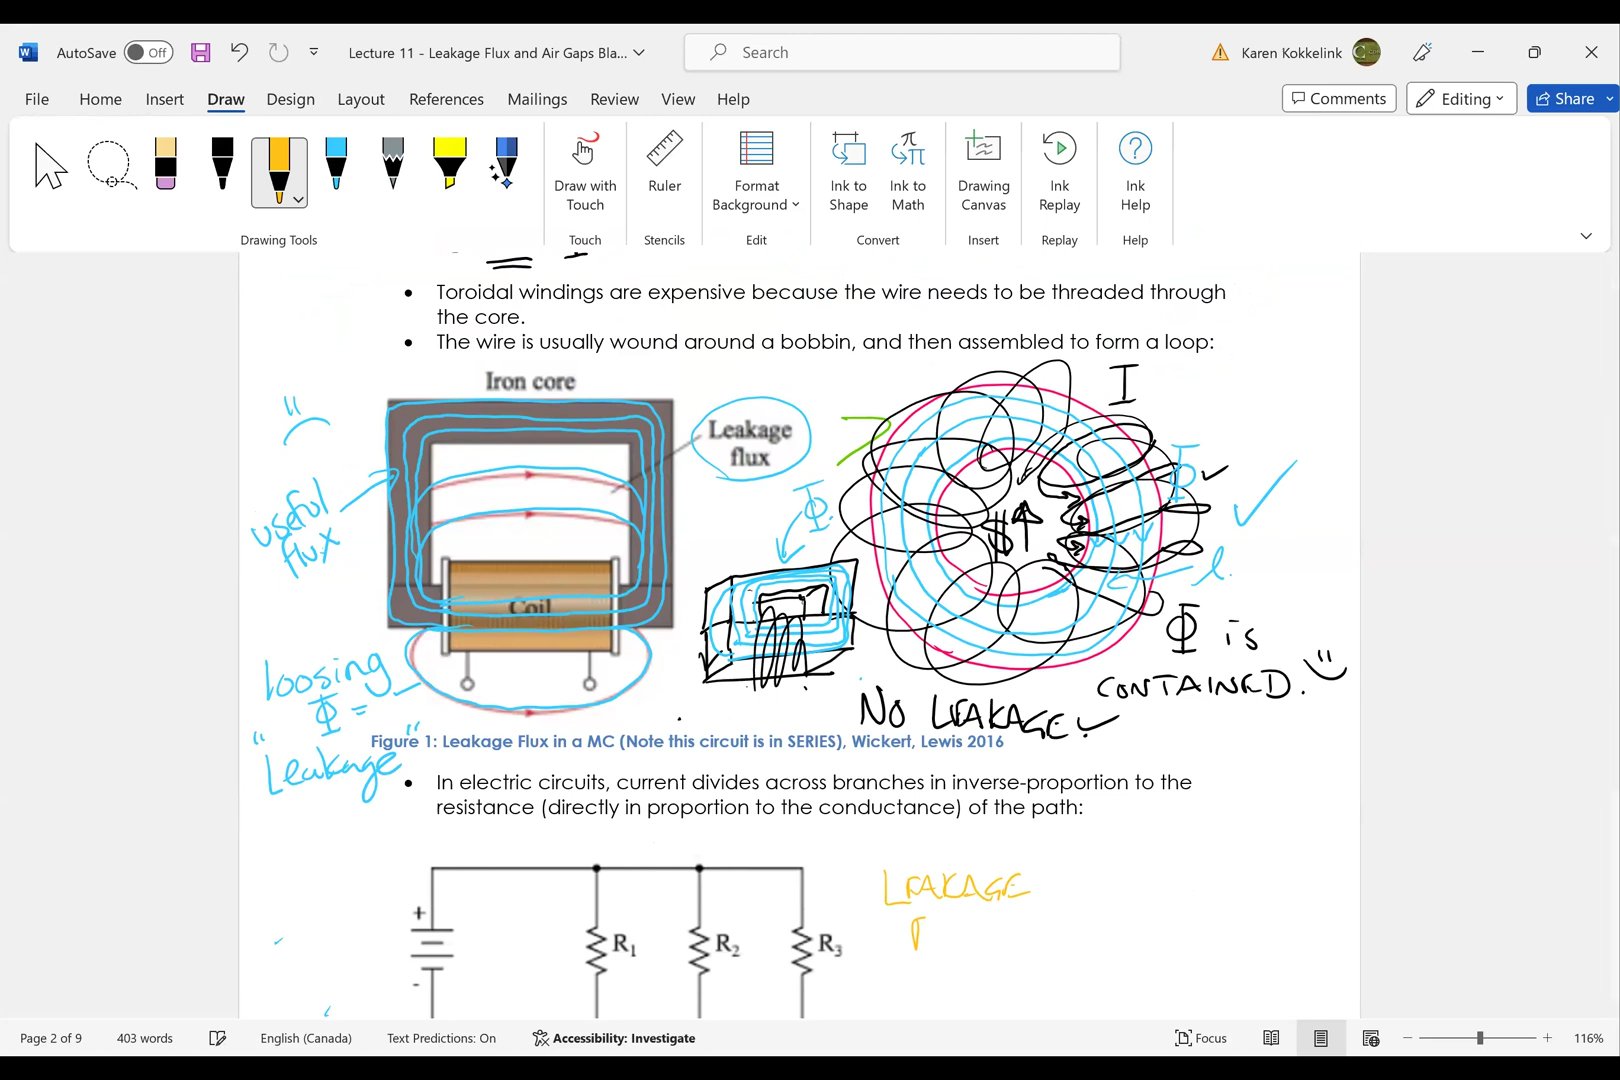 AutoSave Off Lecture 11 - Leakage Flux and Air Gaps Bla... Search Karen Kokkelink
File Home Insert Draw Design Layout References Mailings Review View Help Comments Editing Share
Draw with Touch
Ruler
Format Background
Ink to Shape
Ink to Math
Drawing Canvas
Ink Replay
Ink Help
Drawing Tools Touch Stencils Edit Convert Insert Replay Help
• Toroidal windings are expensive because the wire needs to be threaded through
the core.
• The wire is usually wound around a bobbin, and then assembled to form a loop:
Iron core
I
Leakage
flux
Φ
Φ
useful
flux
$↑
l
Coil
Φ is
CONTAINED.
loosing
Φ =
"Leakage"
NO LEAKAGE
Figure 1: Leakage Flux in a MC (Note this circuit is in SERIES), Wickert, Lewis 2016
• In electric circuits, current divides across branches in inverse-proportion to the
resistance (directly in proportion to the conductance) of the path:
LEAKAGE
+
R1 R2 R3
-
Page 2 of 9 403 words English (Canada) Text Predictions: On Accessibility: Investigate Focus 116%